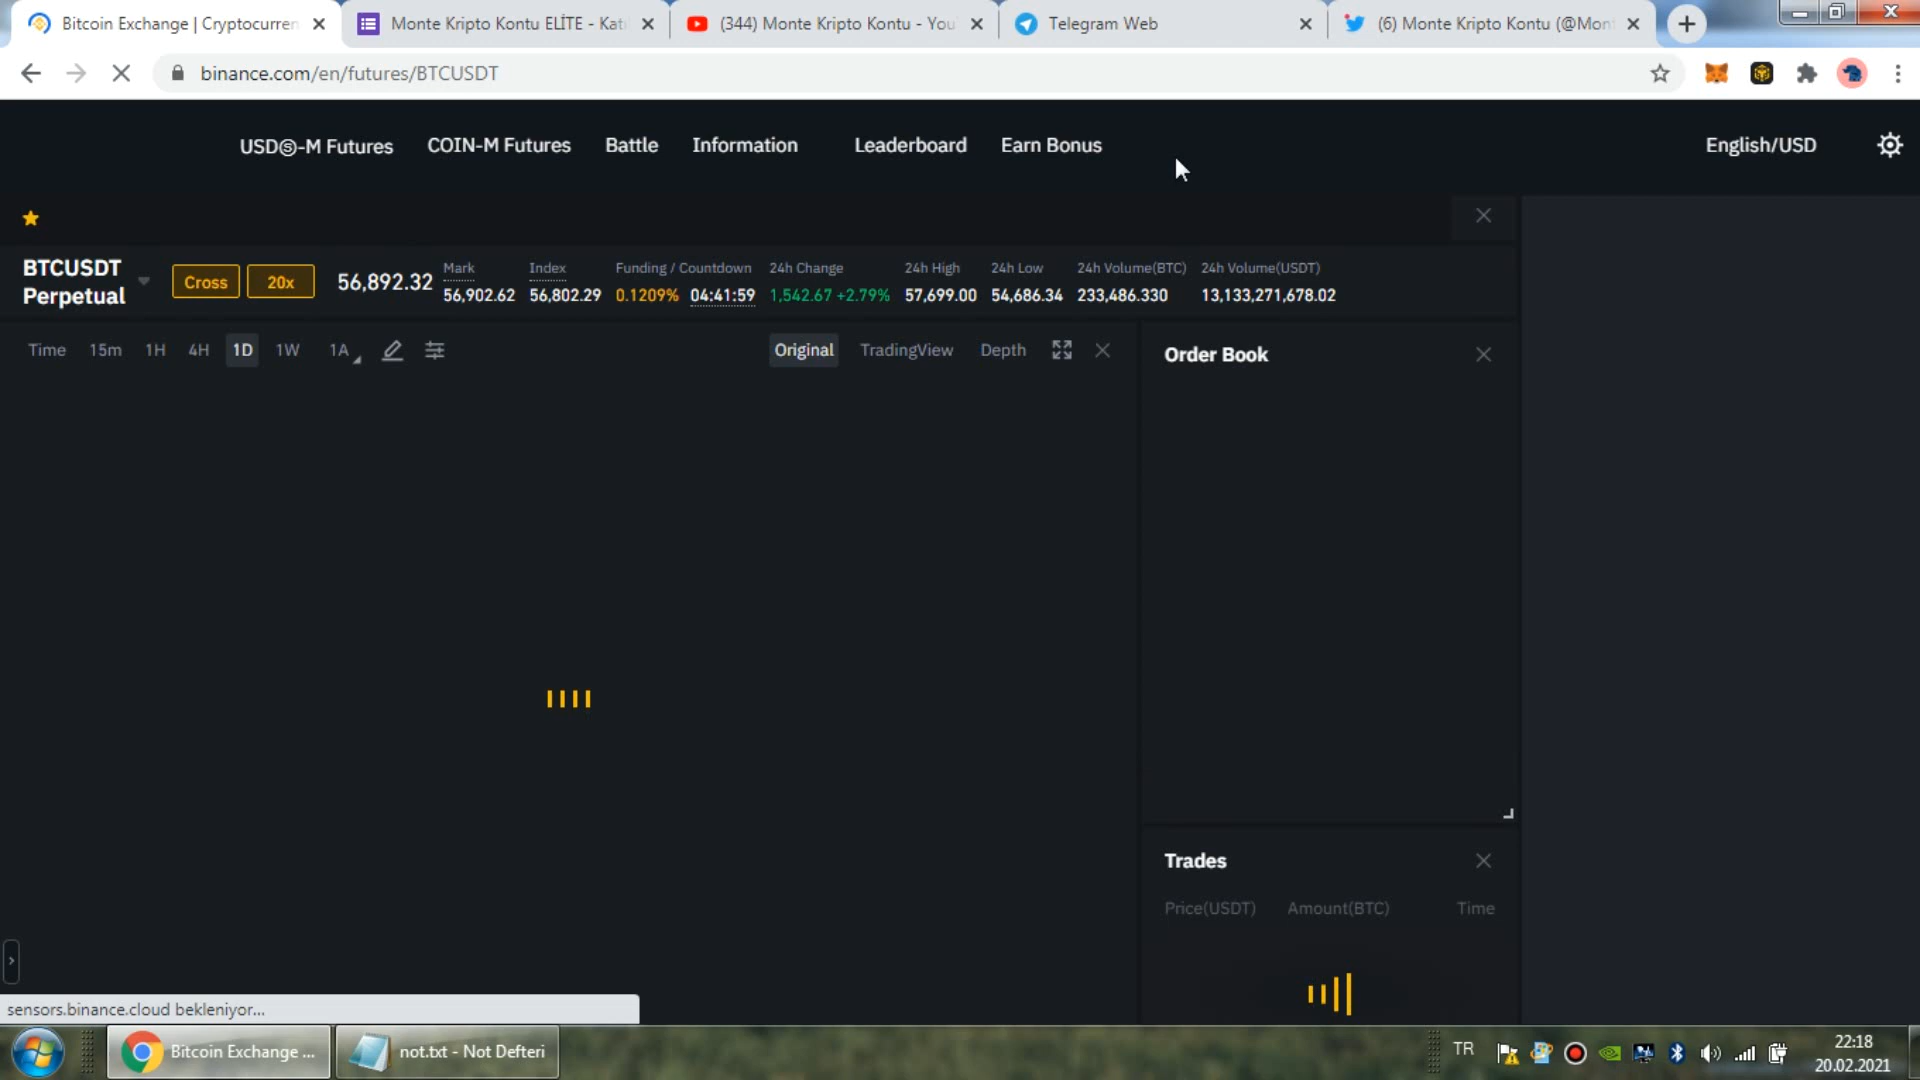 Bitcoin Exchange | Cryptocurren
Monte Kripto Kontu ELİTE - Katı
(344) Monte Kripto Kontu - You
Telegram Web
(6) Monte Kripto Kontu (@Mon
binance.com/en/futures/BTCUSDT
USDⓈ-M Futures
COIN-M Futures
Battle
Information
Leaderboard
Earn Bonus
English/USD
BTCUSDT
Perpetual
Cross
20x
56,892.32
Mark
56,902.62
Index
56,802.29
Funding / Countdown
0.1209% 04:41:59
24h Change
1,542.67 +2.79%
24h High
57,699.00
24h Low
54,686.34
24h Volume(BTC)
233,486.330
24h Volume(USDT)
13,133,271,678.02
Time 15m 1H 4H 1D 1W 1A
Original TradingView Depth
Order Book
Trades
Price(USDT) Amount(BTC) Time
sensors.binance.cloud bekleniyor...
Bitcoin Exchange ...
not.txt - Not Defteri
TR
22:18
20.02.2021